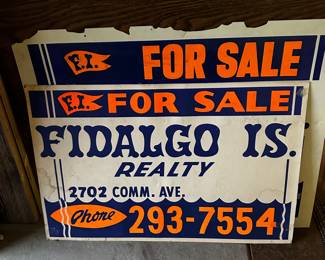 F.I. FOR SALE
F.I. FOR SALE
FIDALGO IS.
REALTY
2702 COMM. AVE.
Phone 293-7554